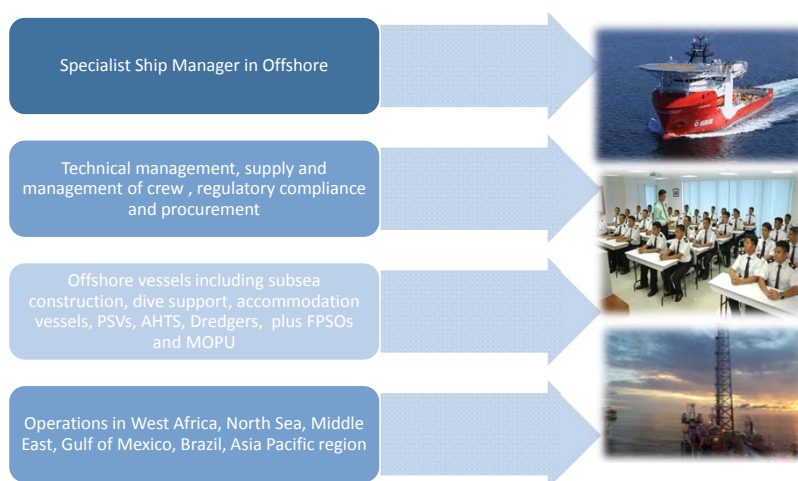 Specialist Ship Manager in Offshore
Technical management, supply and
management of crew , regulatory compliance
and procurement
Offshore vessels including subsea
construction, dive support, accommodation
vessels, PSVs, AHTS, Dredgers, plus FPSOs
and MOPU
Operations in West Africa, North Sea, Middle
East, Gulf of Mexico, Brazil, Asia Pacific region